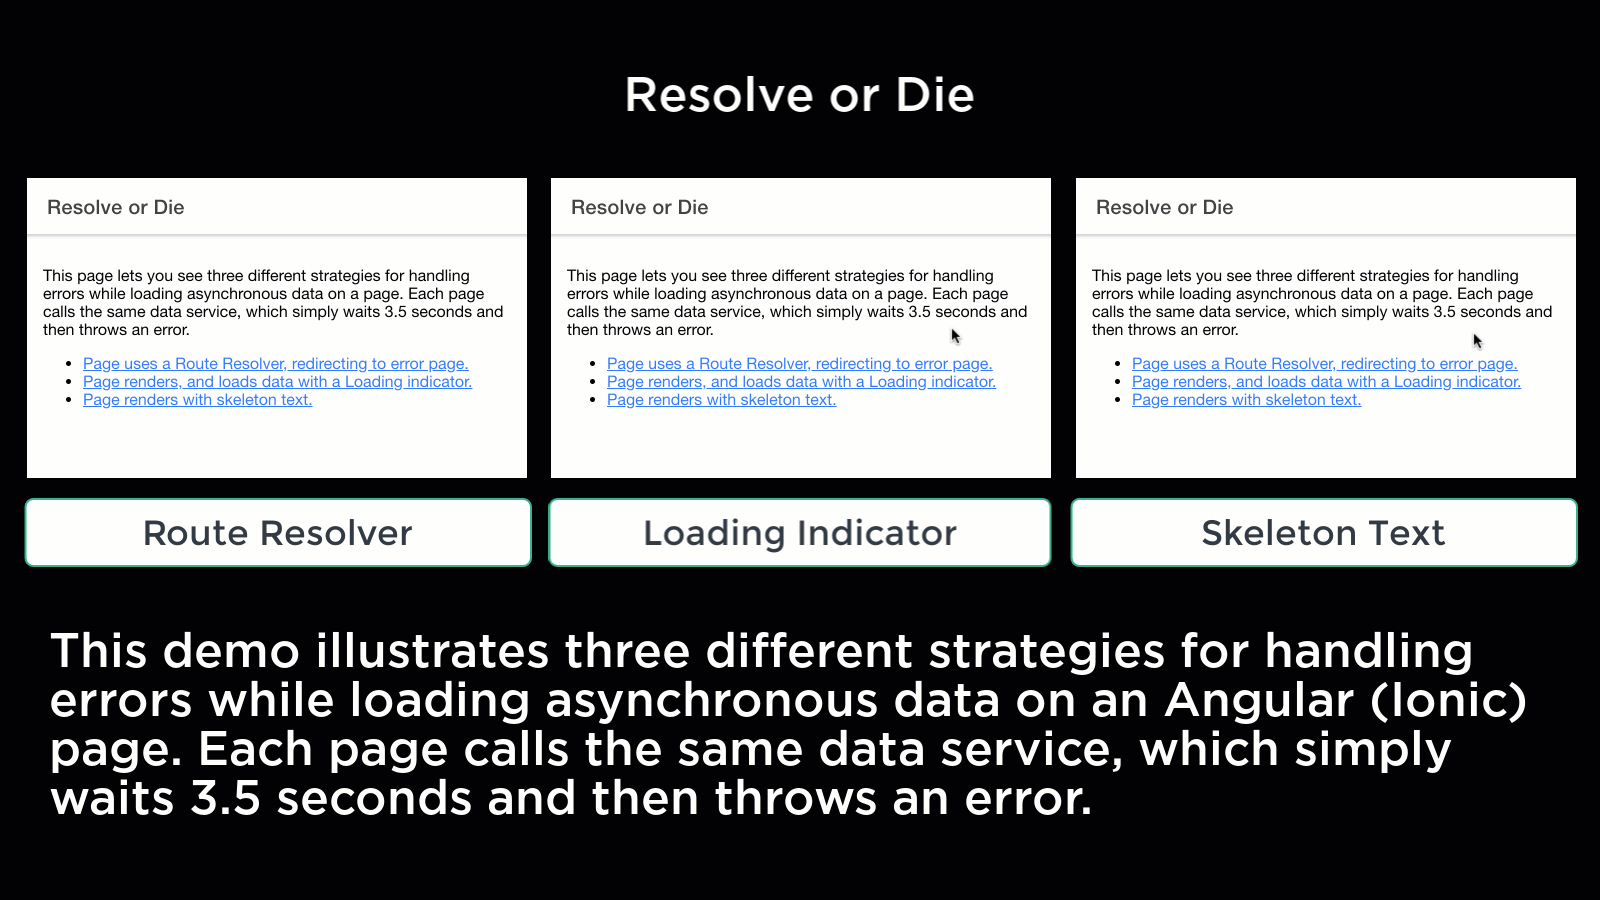 Resolve or Die
Resolve or Die
This page lets you see three different strategies for handling
errors while loading asynchronous data on a page. Each page
calls the same data service, which simply waits 3.5 seconds and
then throws an error.
Page uses a Route Resolver, redirecting to error page.
Page renders, and loads data with a Loading indicator.
Page renders with skeleton text.
Route Resolver
Resolve or Die
This page lets you see three different strategies for handling
errors while loading asynchronous data on a page. Each page
calls the same data service, which simply waits 3.5 seconds and
then throws an error.
Page uses a Route Resolver, redirecting to error page.
Page renders, and loads data with a Loading indicator.
Page renders with skeleton text.
Loading Indicator
Resolve or Die
This page lets you see three different strategies for handling
errors while loading asynchronous data on a page. Each page
calls the same data service, which simply waits 3.5 seconds and
then throws an error.
Page uses a Route Resolver, redirecting to error page.
Page renders, and loads data with a Loading indicator.
Page renders with skeleton text.
Skeleton Text
This demo illustrates three different strategies for handling
errors while loading asynchronous data on an Angular (Ionic)
page. Each page calls the same data service, which simply
waits 3.5 seconds and then throws an error.